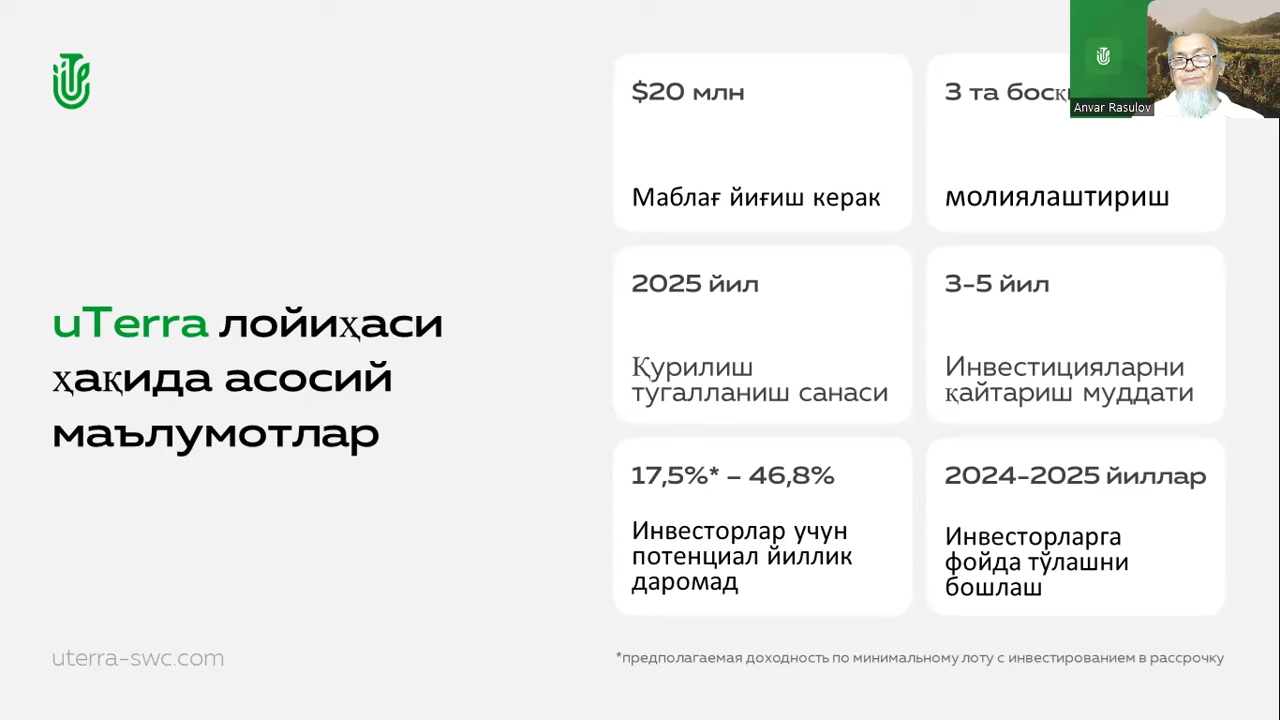 uTerra лойиҳаси
ҳақида асосий
маълумотлар
$20 млн
Маблағ йиғиш керак
3 та
молиялаштириш
2025 йил
Қурилиш
тугалланиш санаси
3-5 йил
Инвестицияларни
қайтариш муддати
17,5%* – 46,8%
Инвесторлар учун
потенциал йиллик
даромад
2024-2025 йиллар
Инвесторларга
фойда тўлашни
бошлаш
Anvar Rasulov
uterra-swc.com
*предполагаемая доходность по минимальному лоту с инвестированием в рассрочку